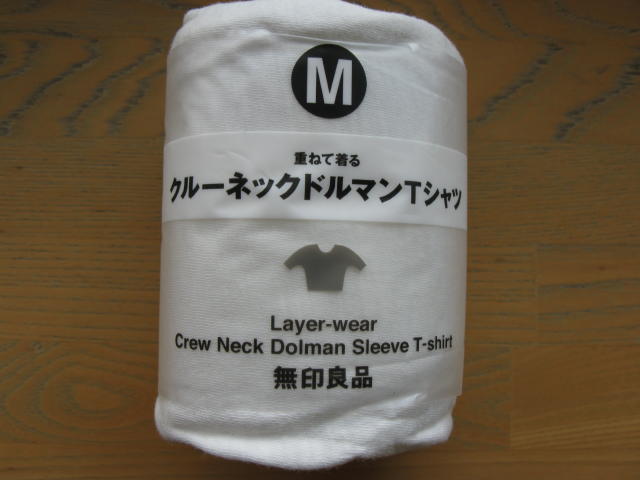 M
重ねて着る
クルーネックドルマンTシャツ
Layer-wear
Crew Neck Dolman Sleeve T-shirt
無印良品